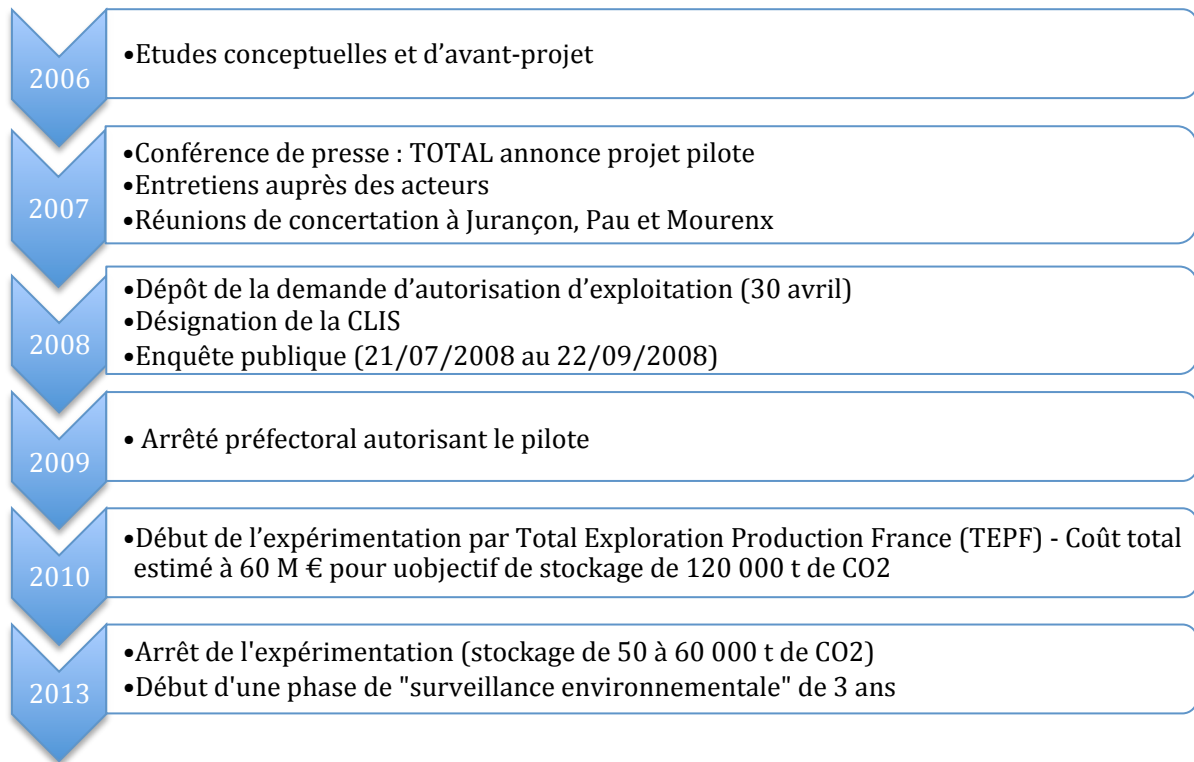 2006
•Etudes conceptuelles et d’avant-projet
2007
•Conférence de presse : TOTAL annonce projet pilote
•Entretiens auprès des acteurs
•Réunions de concertation à Jurançon, Pau et Mourenx
2008
•Dépôt de la demande d’autorisation d’exploitation (30 avril)
•Désignation de la CLIS
•Enquête publique (21/07/2008 au 22/09/2008)
2009
• Arrêté préfectoral autorisant le pilote
2010
•Début de l’expérimentation par Total Exploration Production France (TEPF) - Coût total
estimé à 60 M € pour uobjectif de stockage de 120 000 t de CO2
2013
•Arrêt de l'expérimentation (stockage de 50 à 60 000 t de CO2)
•Début d'une phase de "surveillance environnementale" de 3 ans